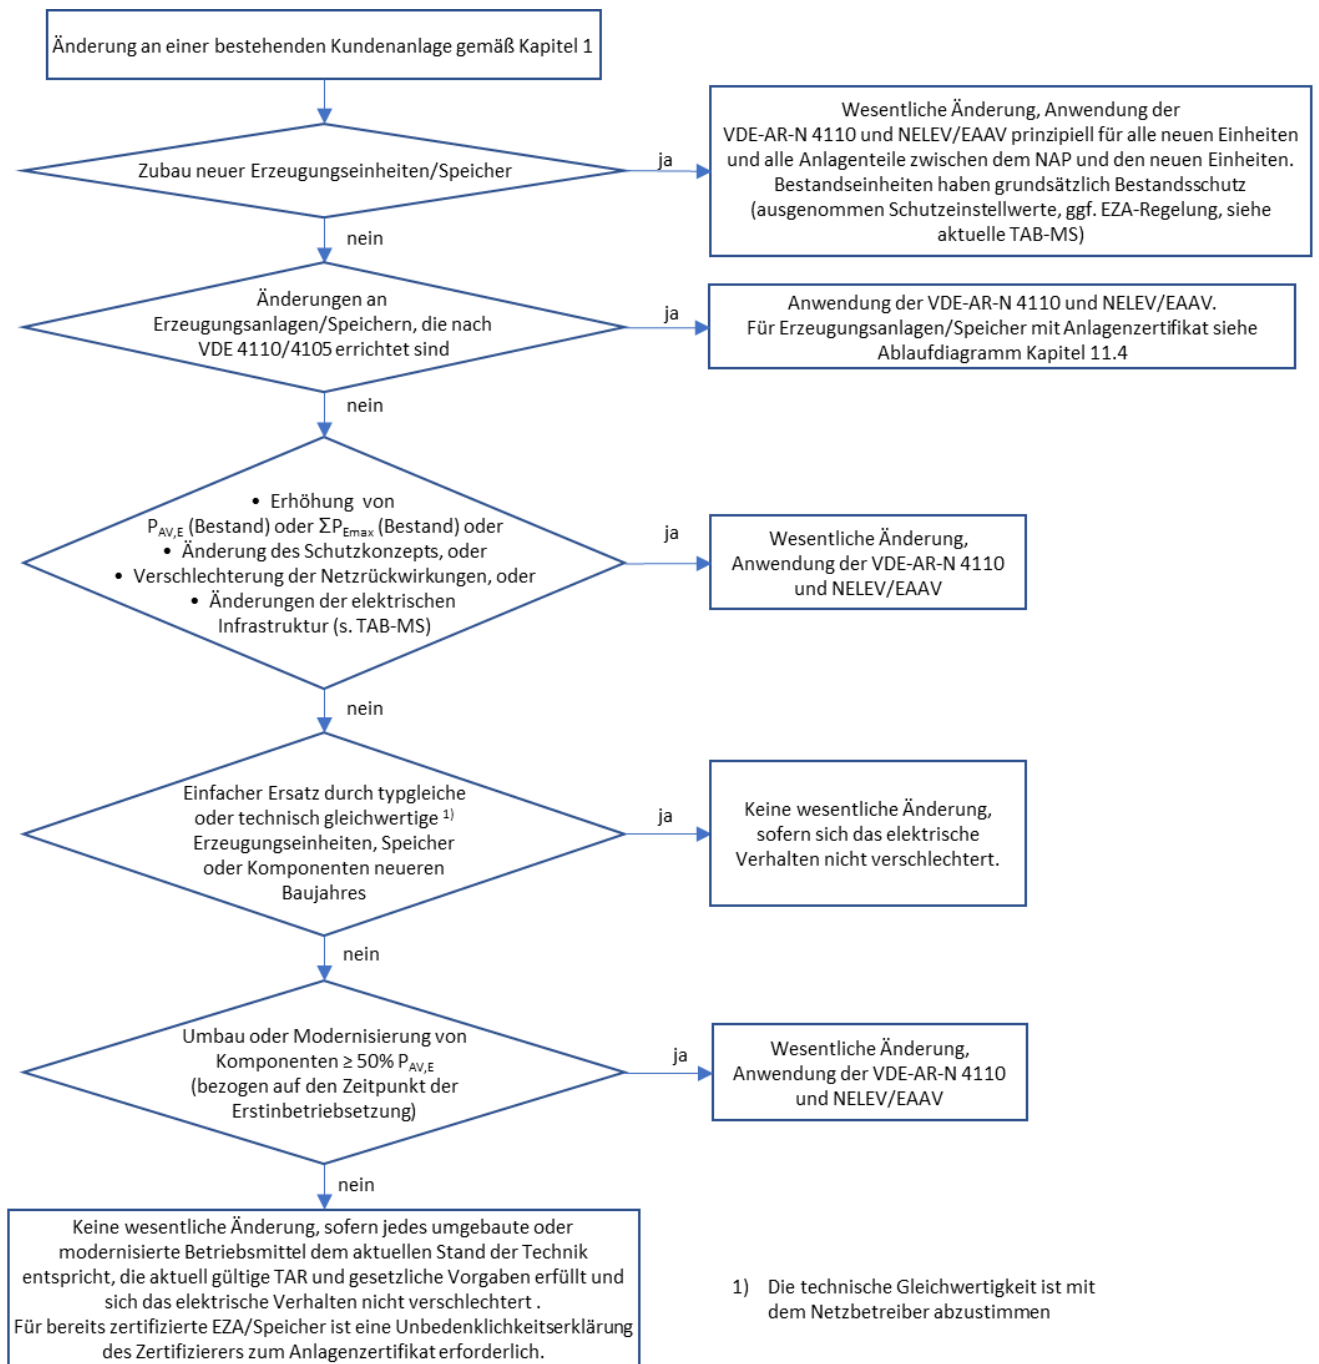 Änderung an einer bestehenden Kundenanlage gemäß Kapitel 1
Zubau neuer Erzeugungseinheiten/Speicher
ja
Wesentliche Änderung, Anwendung der
VDE-AR-N 4110 und NELEV/EAAV prinzipiell für alle neuen Einheiten
und alle Anlagenteile zwischen dem NAP und den neuen Einheiten.
Bestandseinheiten haben grundsätzlich Bestandsschutz
(ausgenommen Schutzeinstellwerte, ggf. EZA-Regelung, siehe
aktuelle TAB-MS)
nein
Änderungen an
Erzeugungsanlagen/Speichern, die nach
VDE 4110/4105 errichtet sind
ja
Anwendung der VDE-AR-N 4110 und NELEV/EAAV.
Für Erzeugungsanlagen/Speicher mit Anlagenzertifikat siehe
Ablaufdiagramm Kapitel 11.4
nein
• Erhöhung von
P_AV,E (Bestand) oder ΣP_Emax (Bestand) oder
• Änderung des Schutzkonzepts, oder
• Verschlechterung der Netzrückwirkungen, oder
• Änderungen der elektrischen
Infrastruktur (s. TAB-MS)
ja
Wesentliche Änderung,
Anwendung der VDE-AR-N 4110
und NELEV/EAAV
nein
Einfacher Ersatz durch typgleiche
oder technisch gleichwertige 1)
Erzeugungseinheiten, Speicher
oder Komponenten neueren
Baujahres
ja
Keine wesentliche Änderung,
sofern sich das elektrische
Verhalten nicht verschlechtert.
nein
Umbau oder Modernisierung von
Komponenten ≥ 50% P_AV,E
(bezogen auf den Zeitpunkt der
Erstinbetriebsetzung)
ja
Wesentliche Änderung,
Anwendung der VDE-AR-N 4110
und NELEV/EAAV
nein
Keine wesentliche Änderung, sofern jedes umgebaute oder
modernisierte Betriebsmittel dem aktuellen Stand der Technik
entspricht, die aktuell gültige TAR und gesetzliche Vorgaben erfüllt und
sich das elektrische Verhalten nicht verschlechtert .
Für bereits zertifizierte EZA/Speicher ist eine Unbedenklichkeitserklärung
des Zertifizierers zum Anlagenzertifikat erforderlich.
1) Die technische Gleichwertigkeit ist mit
dem Netzbetreiber abzustimmen